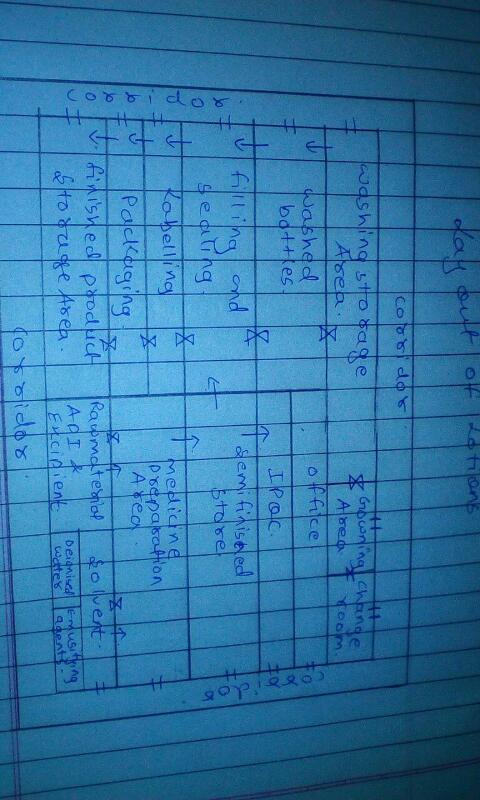 Lay out of Lotions
corridor
washing storage
Area.
washed
bottles.
filling and
sealing.
Labelling
packaging.
finished product
storage Area.
corridor
Growning
Area
change
room.
office
IPQC.
semifinished
store.
medicine
preparation
Area.
Rawmaterial
API &
Excipient
solvent.
Deionised
water
Emusifying
agents.
corridor
corridor.